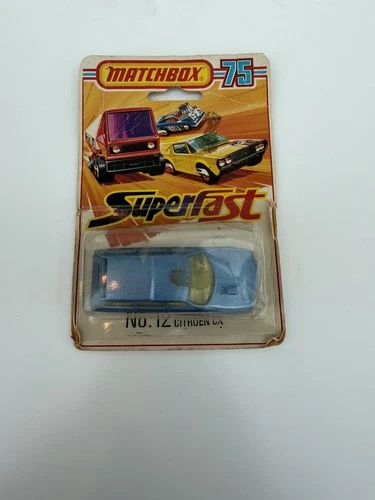 MATCHBOX 75
Superfast
No. 12 CITROEN CX